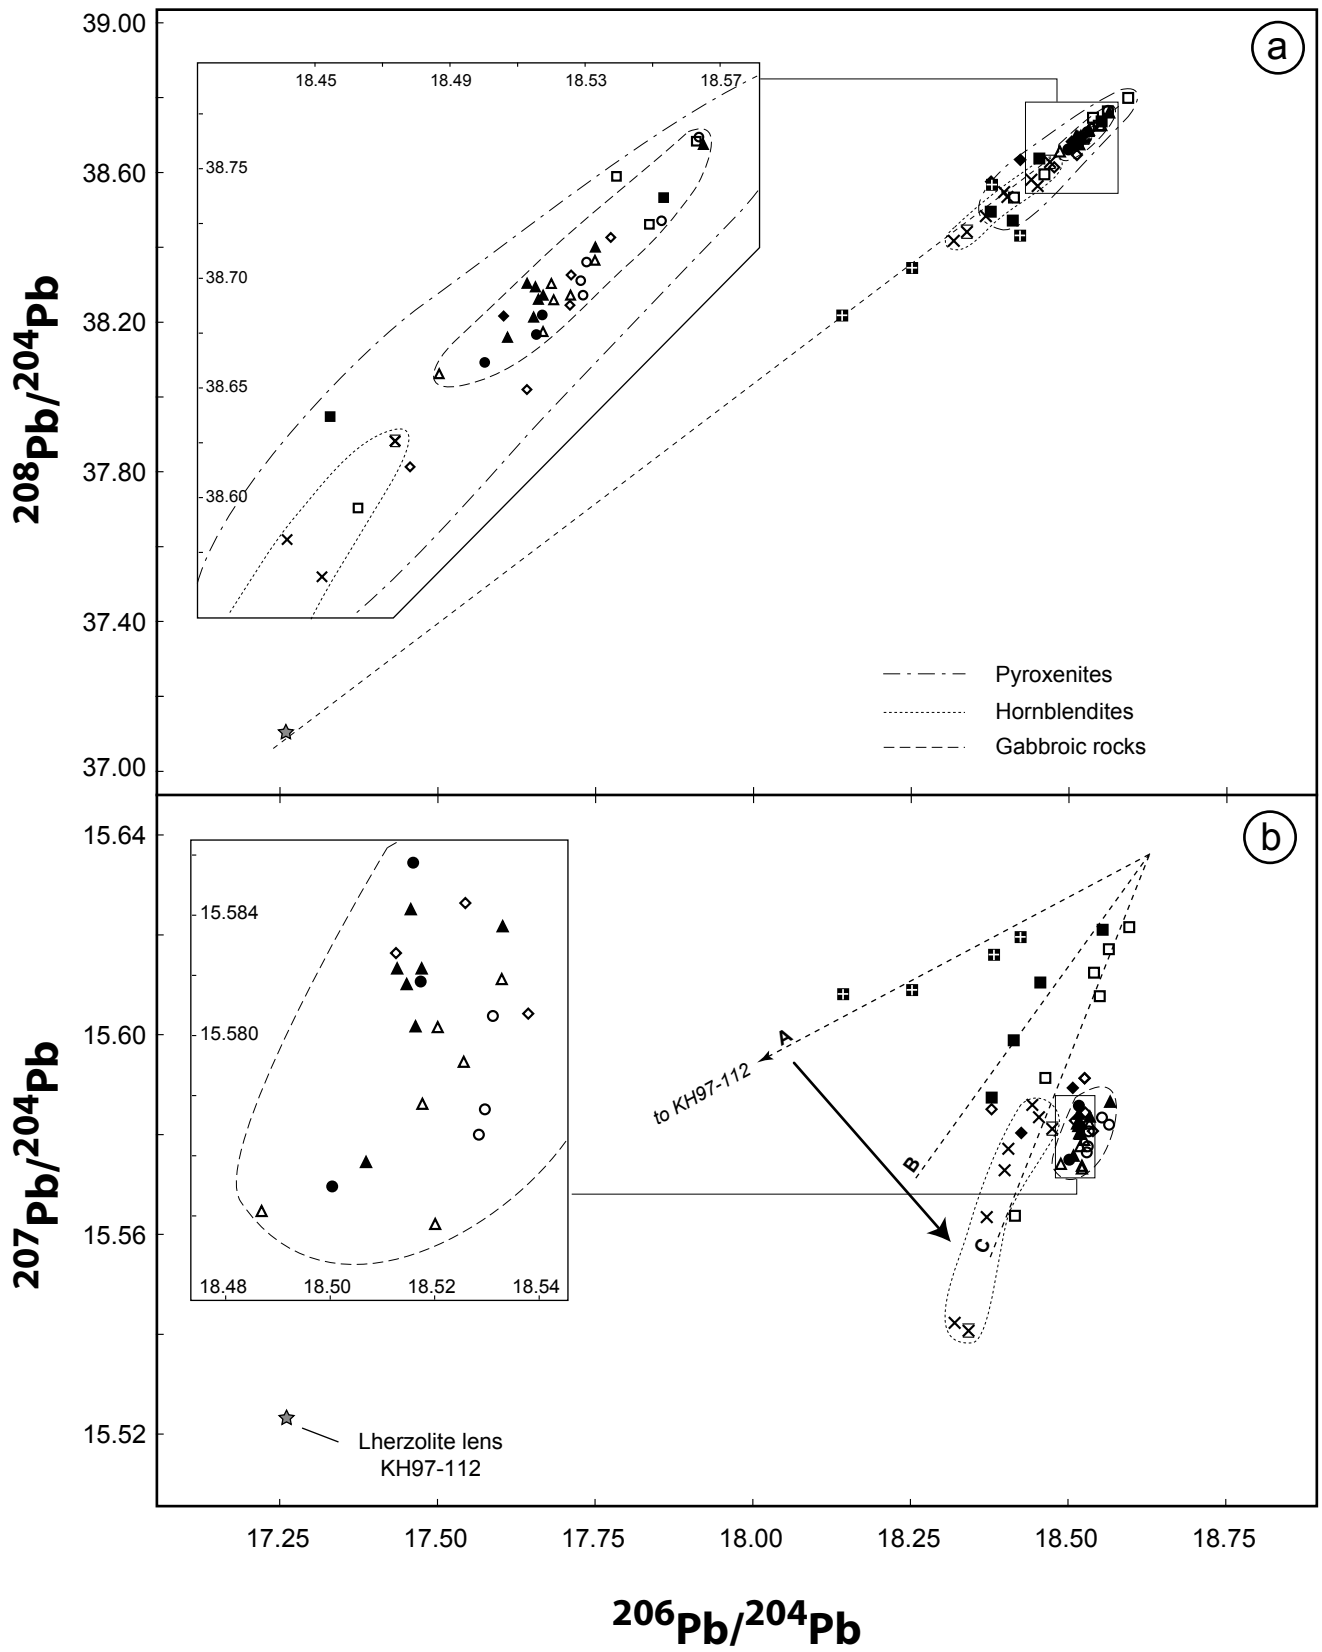 39.00
38.60
38.20
37.80
37.40
37.00
208Pb/204Pb
a
18.45
18.49
18.53
18.57
38.75
38.70
38.65
38.60
Pyroxenites
Hornblendites
Gabbroic rocks
b
15.64
15.60
15.56
15.52
207Pb/204Pb
15.584
15.580
18.48
18.50
18.52
18.54
A
to KH97-112
B
C
Lherzolite lens
KH97-112
17.25
17.50
17.75
18.00
18.25
18.50
18.75
206Pb/204Pb